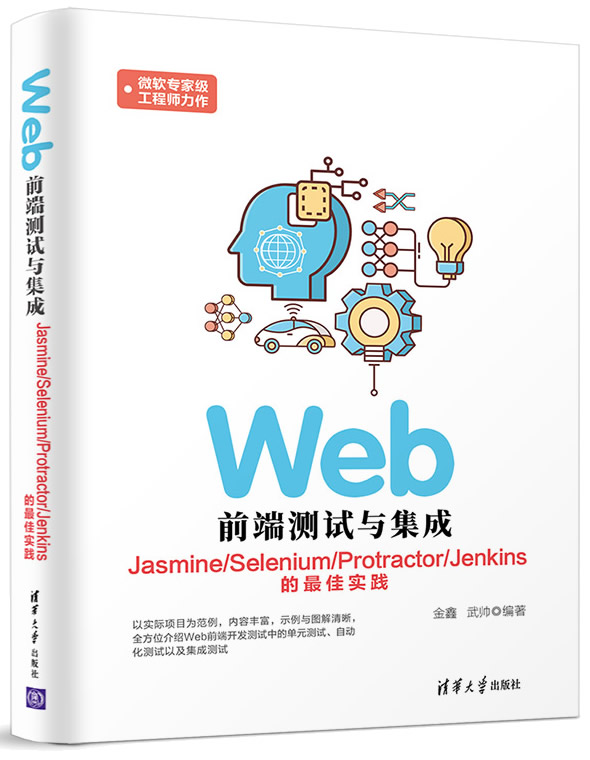 微软专家级
工程师力作
Web
前端测试与集成
Jasmine/Selenium/Protractor/Jenkins
的最佳实践
以实际项目为范例，内容丰富，示例与图解清晰，
全方位介绍Web前端开发测试中的单元测试、自动
化测试以及集成测试
金鑫 武帅◎编著
清华大学出版社
Web前端测试与集成
Jasmine/Selenium/Protractor/Jenkins
的最佳实践
清华大学出版社